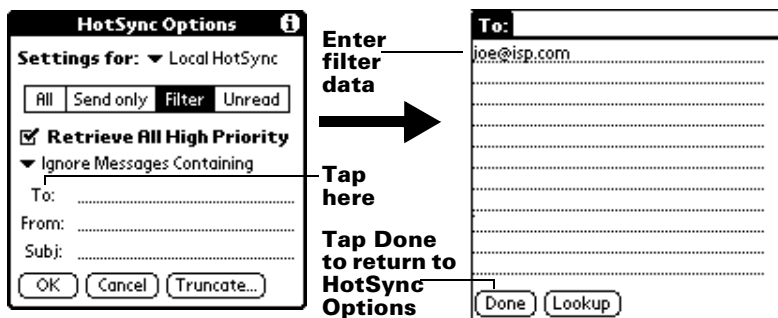 HotSync Options i
Settings for: Local HotSync
All Send only Filter Unread
Retrieve All High Priority
Ignore Messages Containing
To:
From:
Subj:
OK Cancel Truncate...
Enter
filter
data
Tap
here
Tap Done
to return to
HotSync
Options
To:
joe@isp.com
Done Lookup